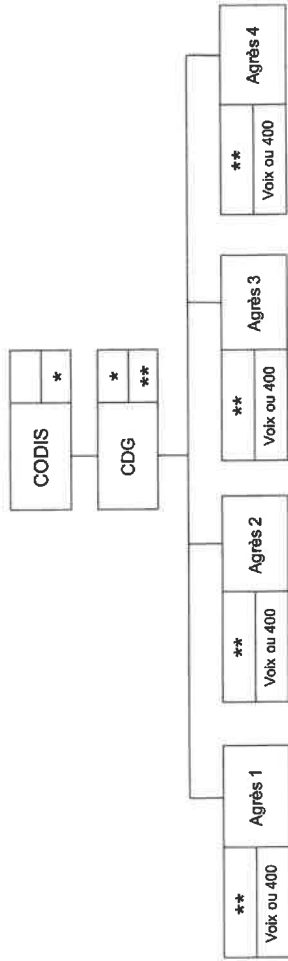 CODIS
*
CDG
*
**
Agrès 1
**
Voix ou 400
Agrès 2
**
Voix ou 400
Agrès 3
**
Voix ou 400
Agrès 4
**
Voix ou 400